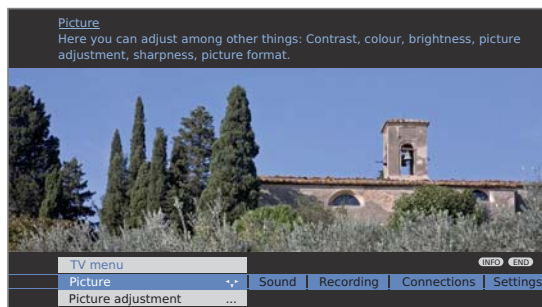 Picture
Here you can adjust among other things: Contrast, colour, brightness, picture
adjustment, sharpness, picture format.
INFO END
TV menu
Picture Sound Recording Connections Settings
Picture adjustment ...